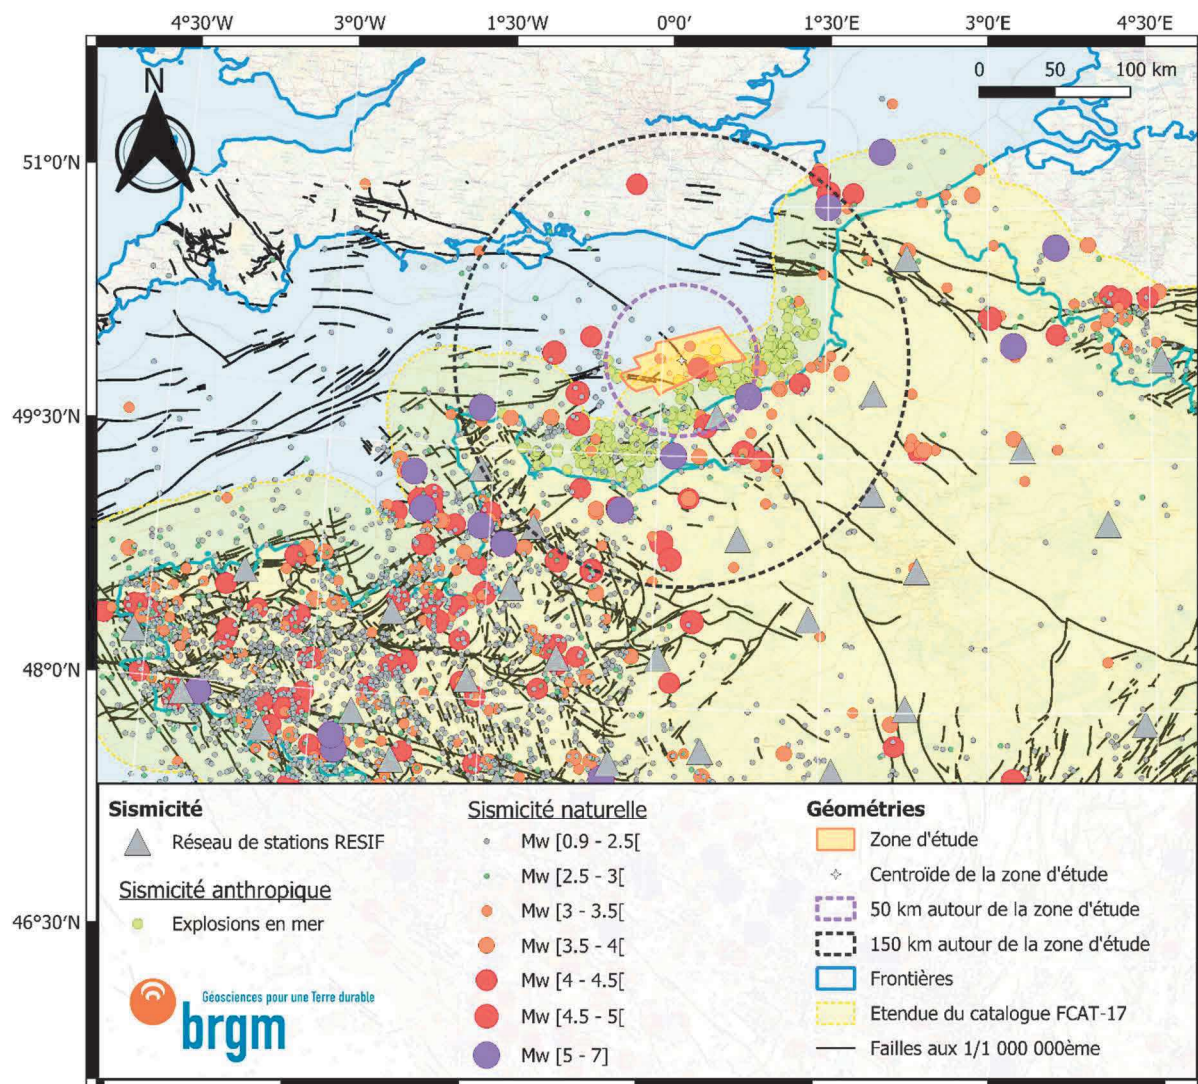 4°30'W 3°0'W 1°30'W 0°0' 1°30'E 3°0'E 4°30'E
N
0 50 100 km
51°0'N
49°30'N
48°0'N
46°30'N
Sismicité
Réseau de stations RESIF
Sismicité anthropique
Explosions en mer
Géosciences pour une Terre durable
brgm
Sismicité naturelle
Mw [0.9 - 2.5[
Mw [2.5 - 3[
Mw [3 - 3.5[
Mw [3.5 - 4[
Mw [4 - 4.5[
Mw [4.5 - 5[
Mw [5 - 7]
Géométries
Zone d'étude
Centroïde de la zone d'étude
50 km autour de la zone d'étude
150 km autour de la zone d'étude
Frontières
Etendue du catalogue FCAT-17
Failles aux 1/1 000 000ème